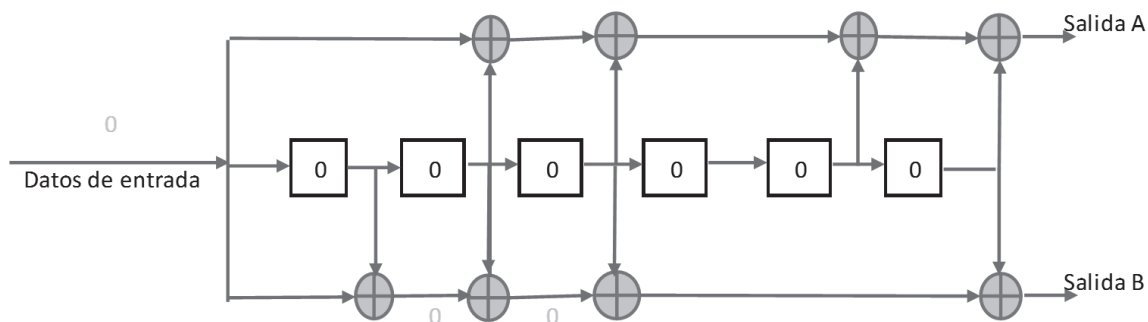 Salida A
0
Datos de entrada
0 0 0 0 0 0
Salida B
0 0